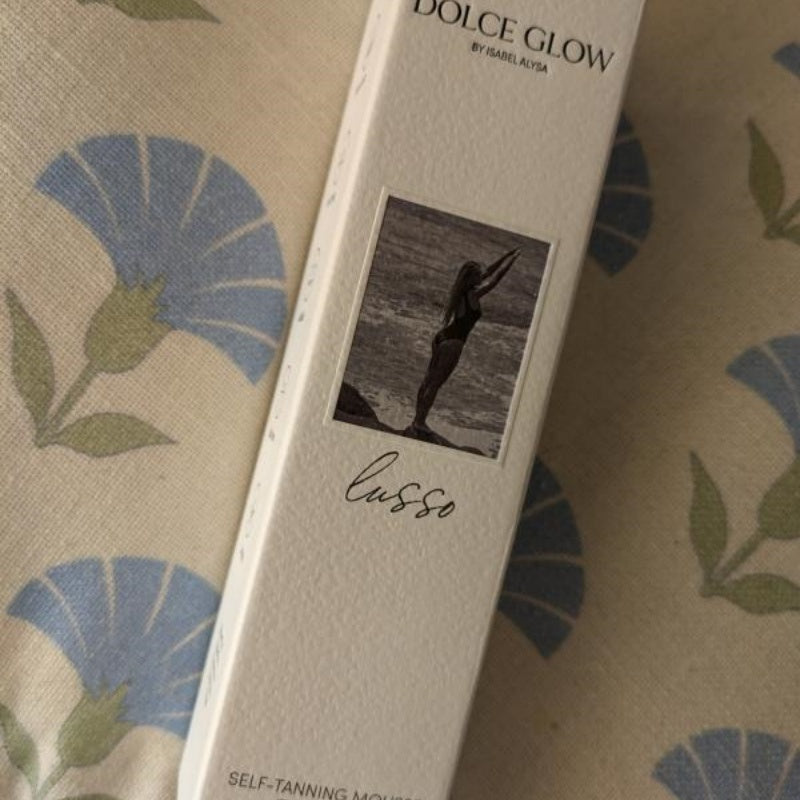 DOLCE GLOW
BY ISABEL ALYSA
lusso
SELF-TANNING MOUSSE